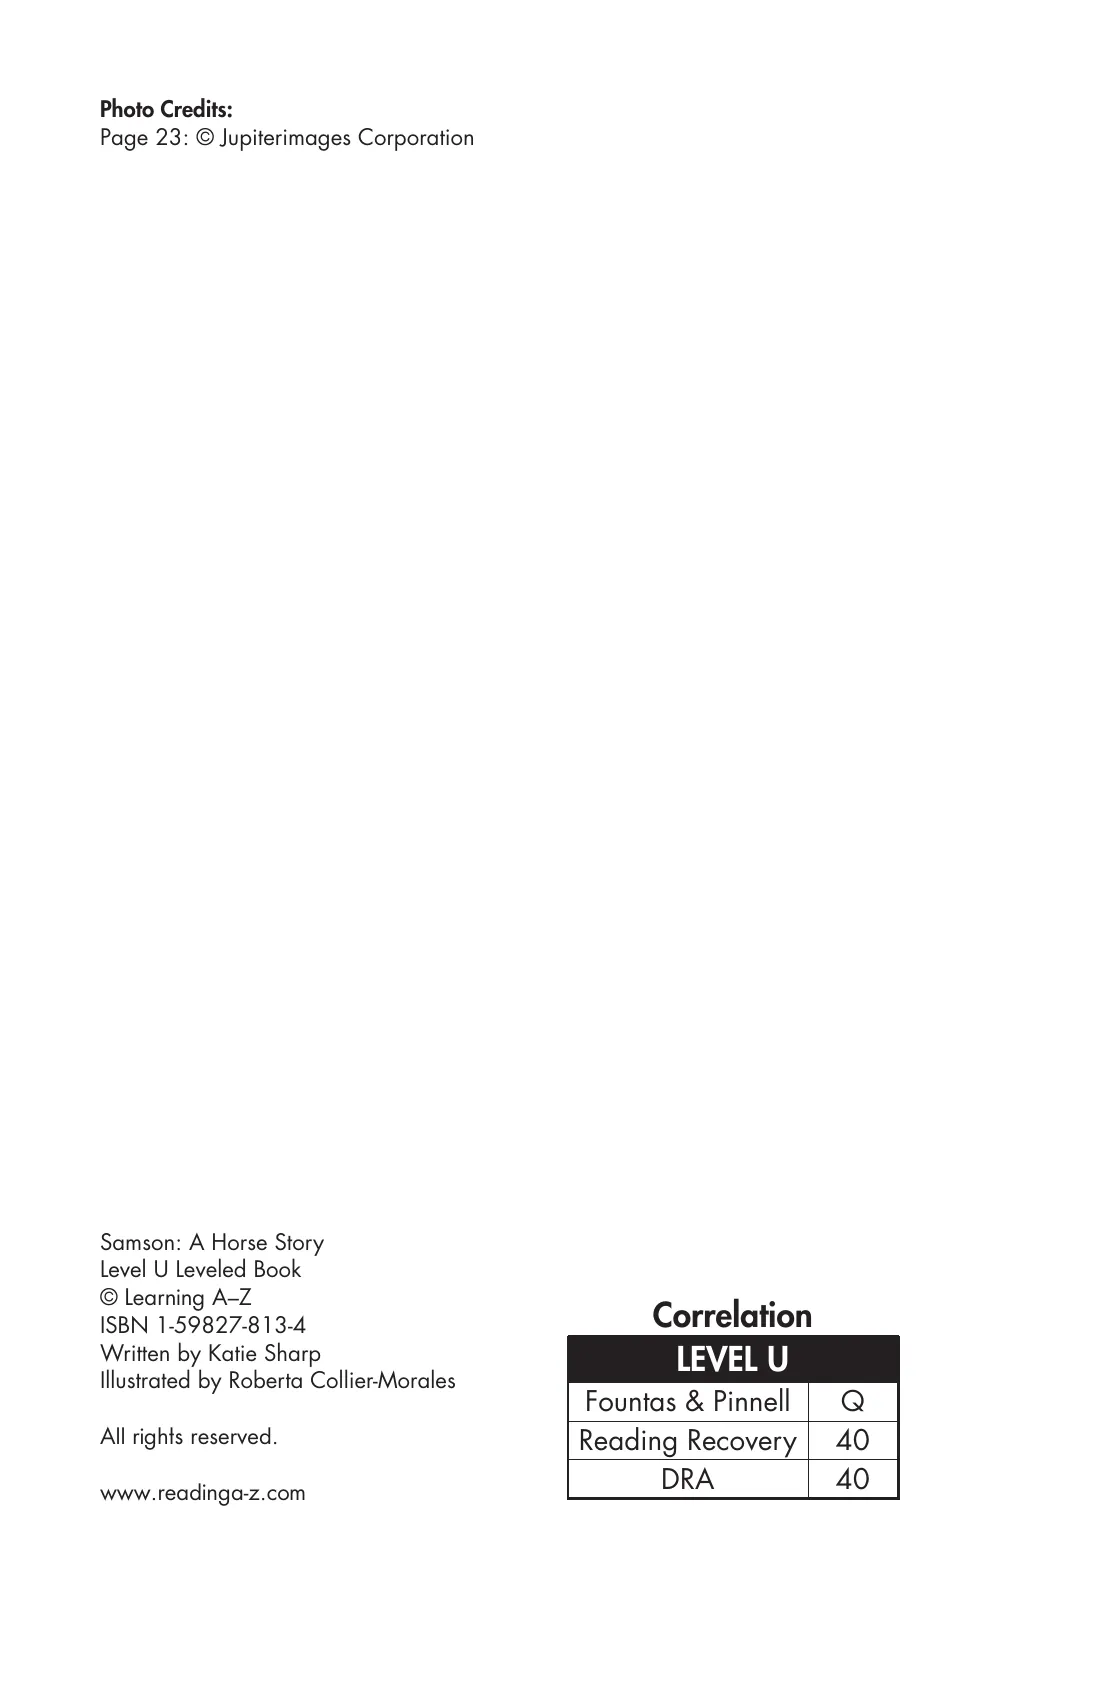 Photo Credits:
Page 23: © Jupiterimages Corporation
Samson: A Horse Story
Level U Leveled Book
© Learning A–Z
ISBN 1-59827-813-4
Written by Katie Sharp
Illustrated by Roberta Collier-Morales
All rights reserved.
www.readinga-z.com
Correlation
LEVEL U
Fountas & Pinnell Q
Reading Recovery 40
DRA 40